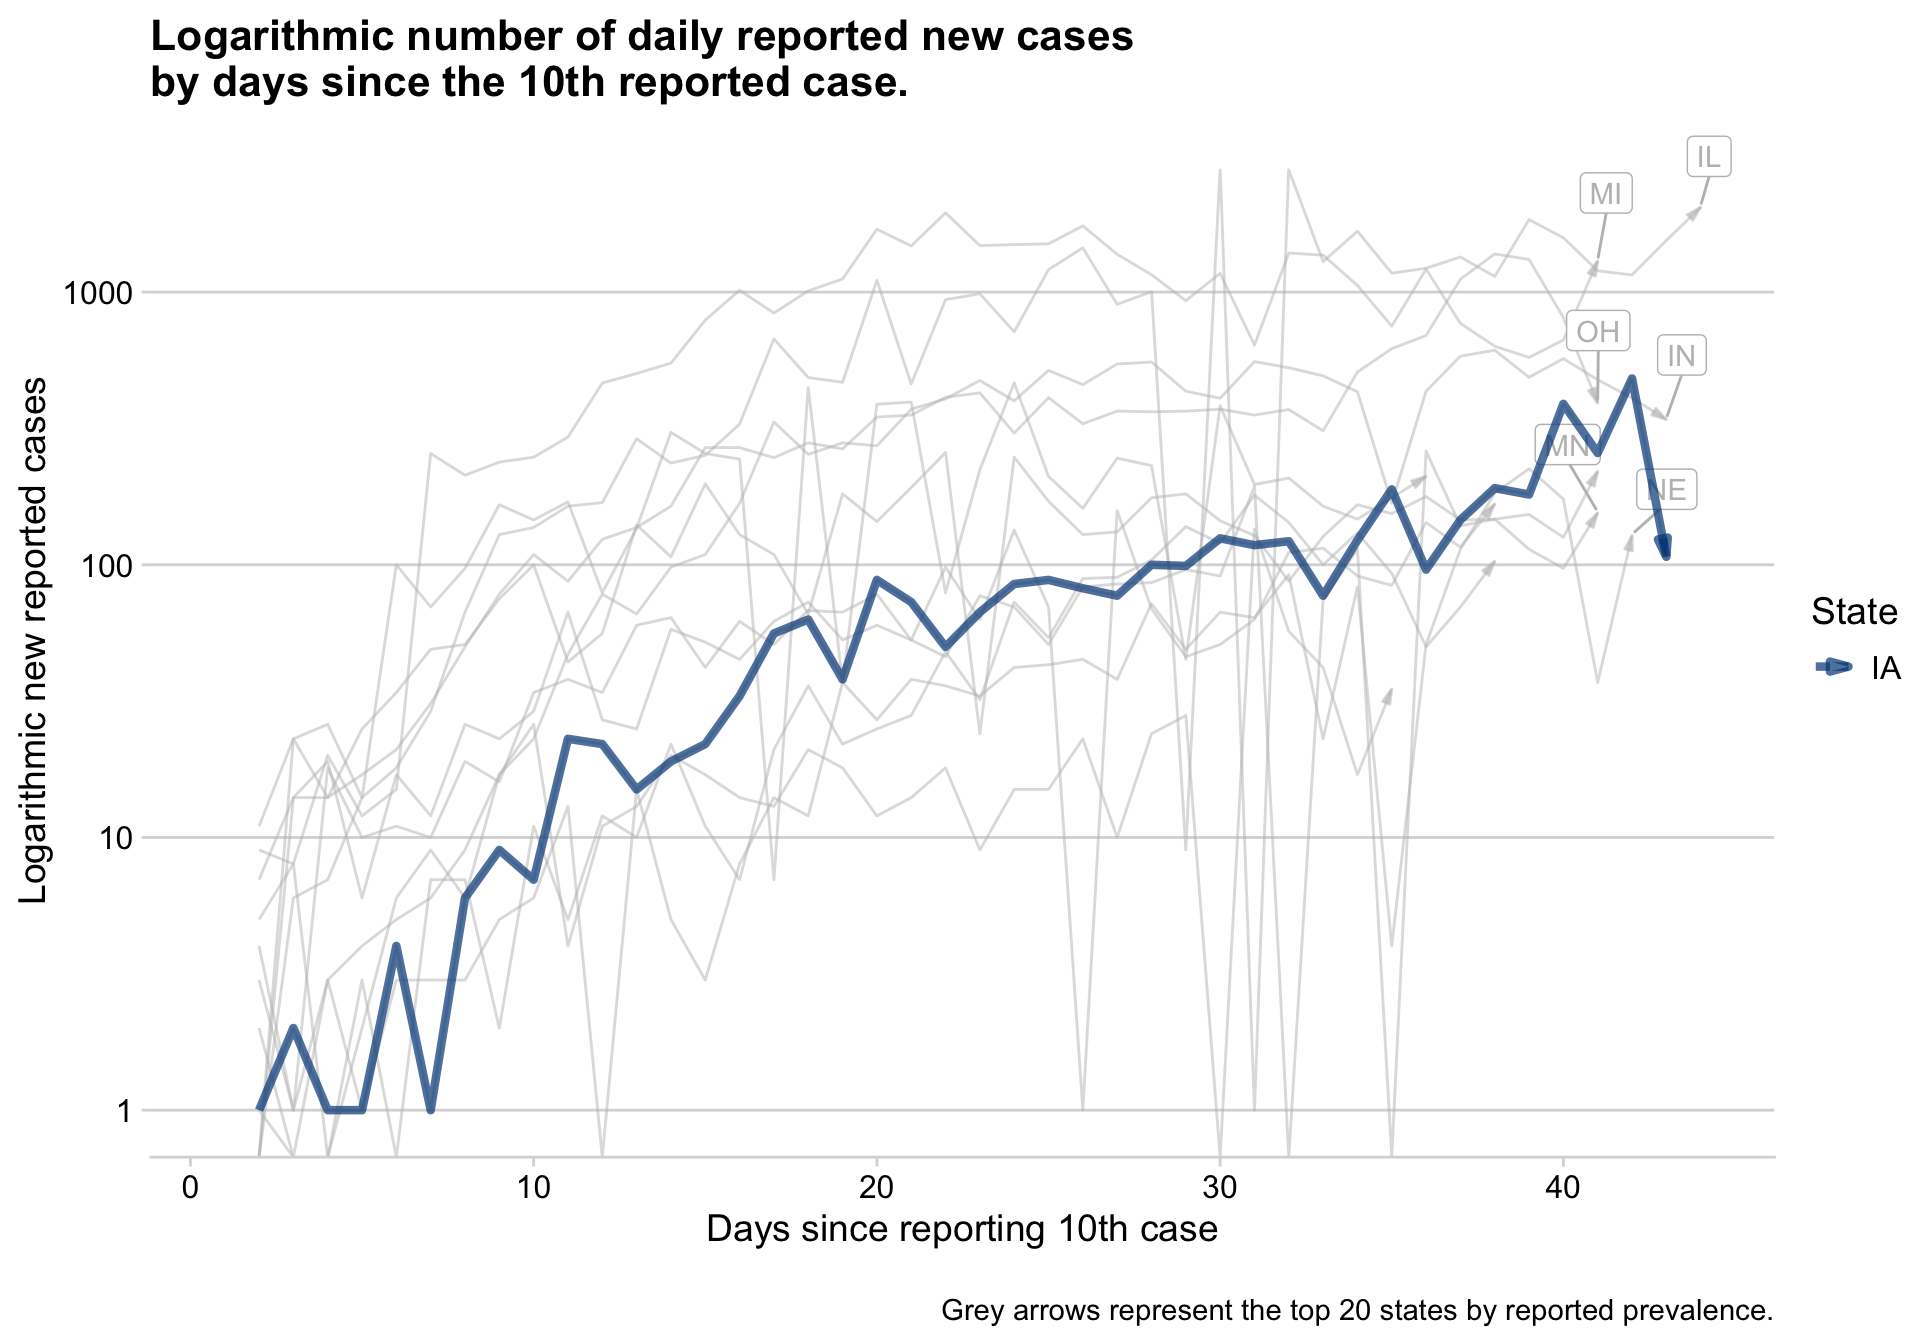 Logarithmic number of daily reported new cases
by days since the 10th reported case.
IL
MI
OH
IN
MN
NE
1000
100
10
1
Logarithmic new reported cases
State
IA
0 10 20 30 40
Days since reporting 10th case
Grey arrows represent the top 20 states by reported prevalence.